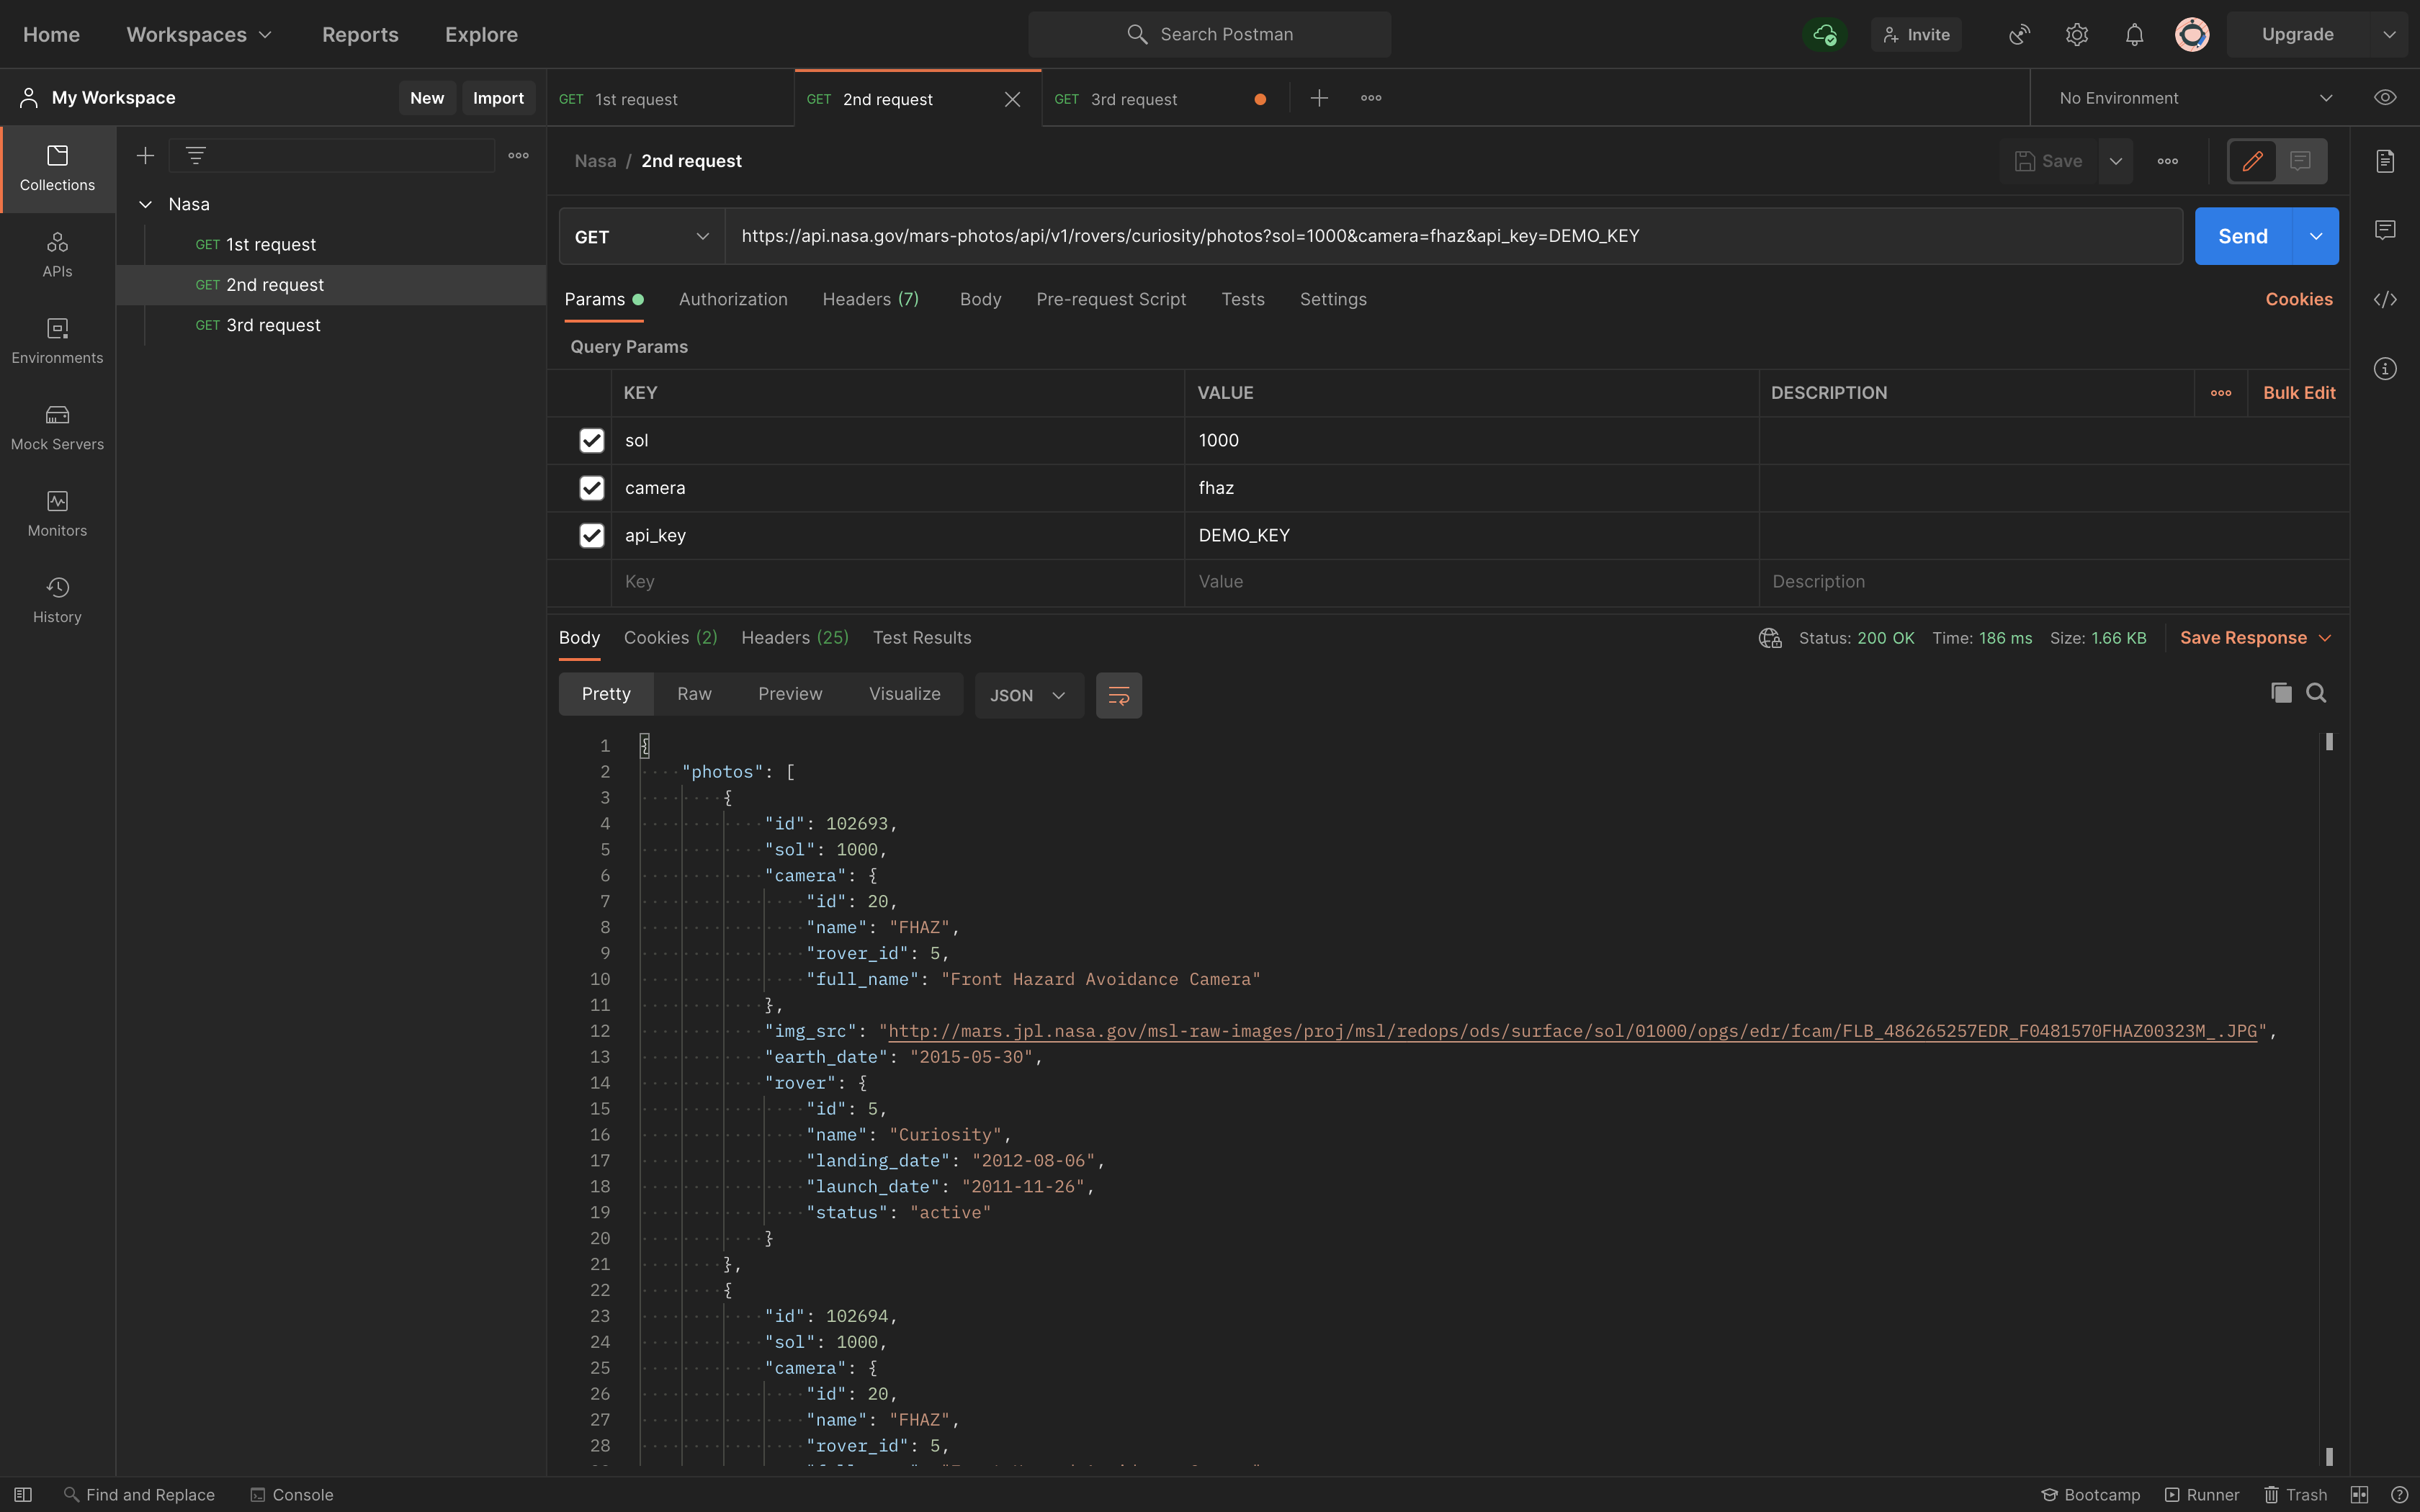 Home Workspaces Reports Explore Search Postman Invite Upgrade
My Workspace New Import GET 1st request GET 2nd request GET 3rd request No Environment
Collections
APIs
Environments
Mock Servers
Monitors
History
Nasa
GET 1st request
GET 2nd request
GET 3rd request
Nasa / 2nd request Save
GET https://api.nasa.gov/mars-photos/api/v1/rovers/curiosity/photos?sol=1000&camera=fhaz&api_key=DEMO_KEY Send
Params Authorization Headers (7) Body Pre-request Script Tests Settings Cookies
Query Params
KEY VALUE DESCRIPTION Bulk Edit
sol 1000
camera fhaz
api_key DEMO_KEY
Key Value Description
Body Cookies (2) Headers (25) Test Results Status: 200 OK Time: 186 ms Size: 1.66 KB Save Response
Pretty Raw Preview Visualize JSON
1 {
2 "photos": [
3 {
4 "id": 102693,
5 "sol": 1000,
6 "camera": {
7 "id": 20,
8 "name": "FHAZ",
9 "rover_id": 5,
10 "full_name": "Front Hazard Avoidance Camera"
11 },
12 "img_src": "http://mars.jpl.nasa.gov/msl-raw-images/proj/msl/redops/ods/surface/sol/01000/opgs/edr/fcam/FLB_486265257EDR_F0481570FHAZ00323M_.JPG",
13 "earth_date": "2015-05-30",
14 "rover": {
15 "id": 5,
16 "name": "Curiosity",
17 "landing_date": "2012-08-06",
18 "launch_date": "2011-11-26",
19 "status": "active"
20 }
21 },
22 {
23 "id": 102694,
24 "sol": 1000,
25 "camera": {
26 "id": 20,
27 "name": "FHAZ",
28 "rover_id": 5,
Find and Replace Console Bootcamp Runner Trash